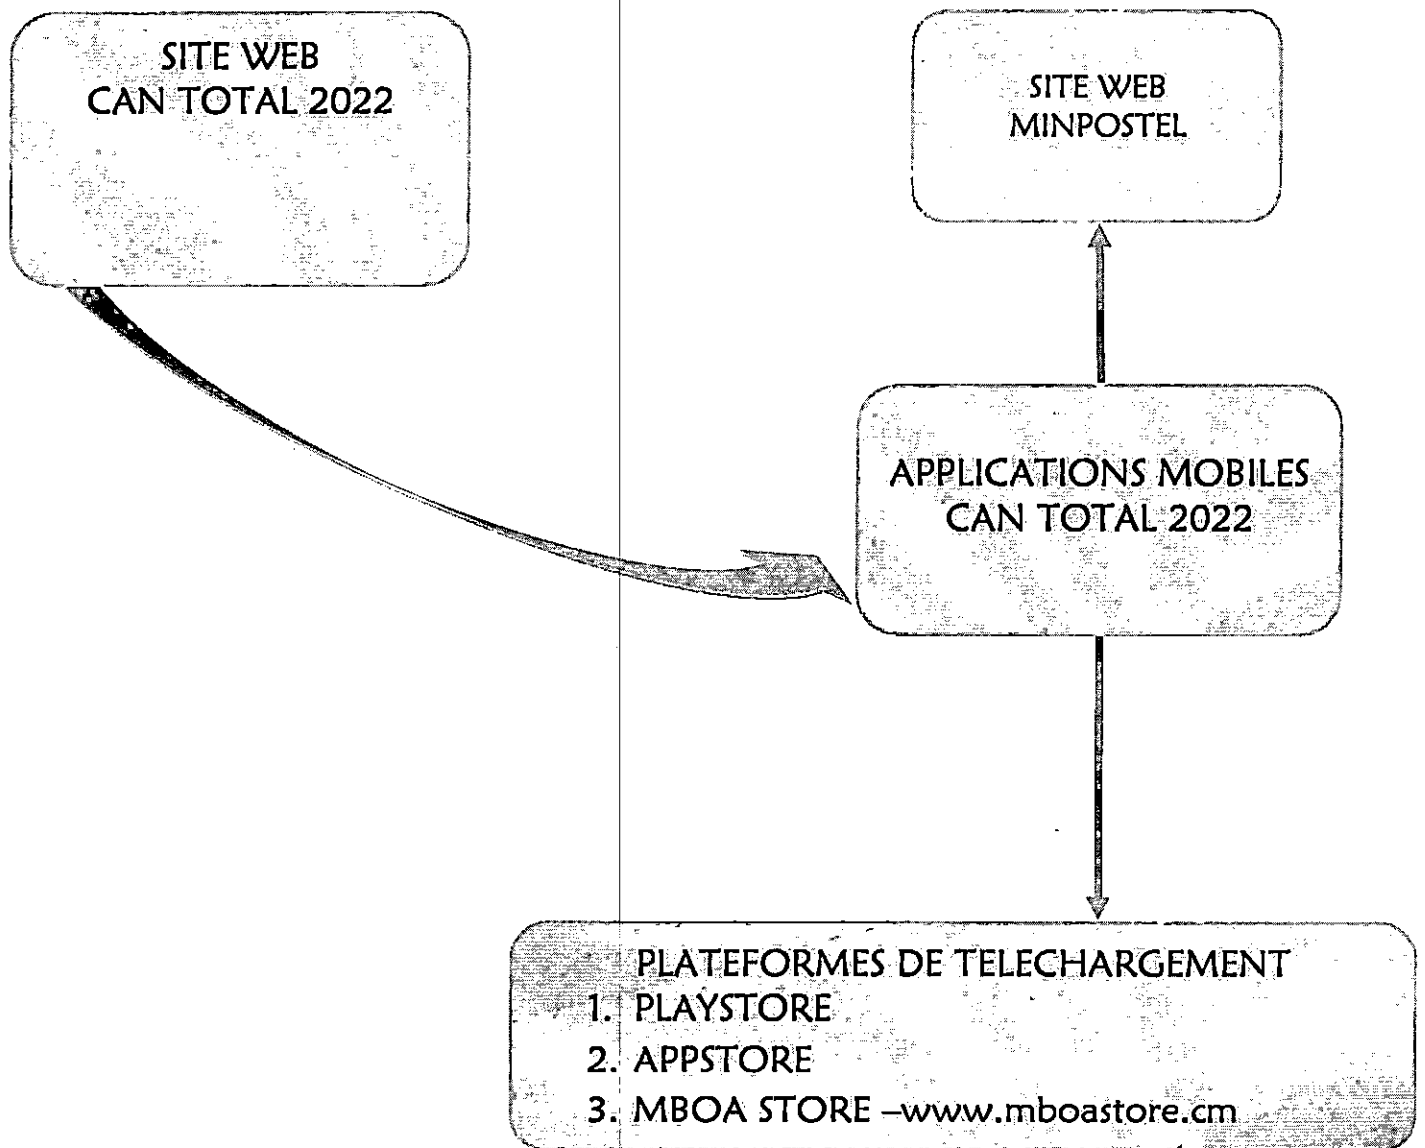 SITE WEB
CAN TOTAL 2022
SITE WEB
MINPOSTEL
APPLICATIONS MOBILES
CAN TOTAL 2022
PLATEFORMES DE TELECHARGEMENT
1. PLAYSTORE
2. APPSTORE
3. MBOA STORE –www.mboastore.cm